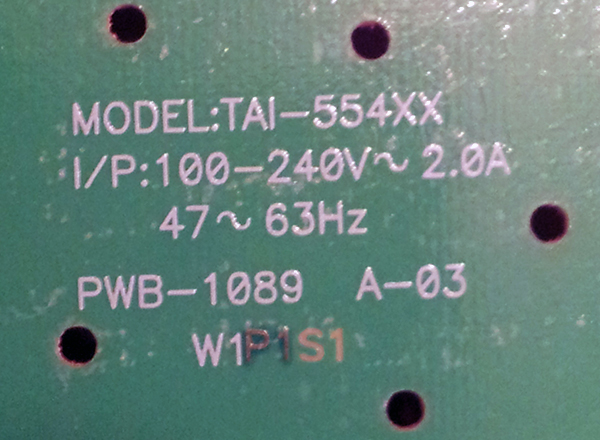 MODEL:TAI-554XX
I/P:100-240V~ 2.0A
47~63Hz
PWB-1089 A-03
W1P1S1